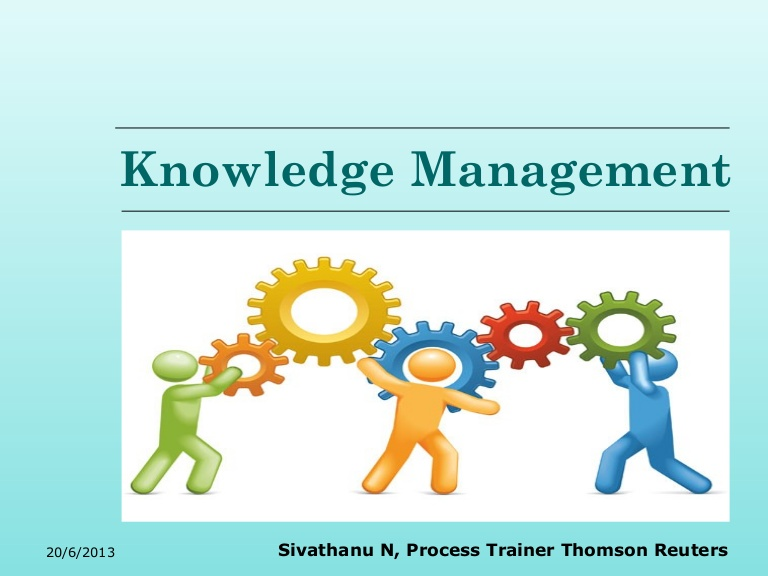 Knowledge Management
20/6/2013
Sivathanu N, Process Trainer Thomson Reuters